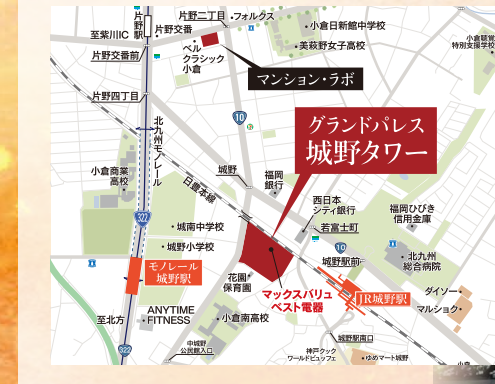 片野駅
片野二丁目
フォルクス
至紫川IC
片野交番
小倉日新館中学校
小倉聴覚
特別支援学校
片野交番前
ベル
クラシック
小倉
美萩野女子高校
マンション・ラボ
片野四丁目
10
グランドパレス
城野タワー
北九州モノレール
小倉商業
高校
日豊本線
城野
福岡
銀行
西日本
シティ銀行
福岡ひびき
信用金庫
322
城南中学校
若富士町
城野小学校
10
城野駅前
北九州
総合病院
モノレール
城野駅
花園
保育園
マックスバリュ
ベスト電器
JR城野駅
ダイソー
マルショク
至北方
ANYTIME
FITNESS
小倉南高校
城野駅南口
322
中城野
公民館入口
神戸クック
ワールドビュッフェ
ゆめマート城野